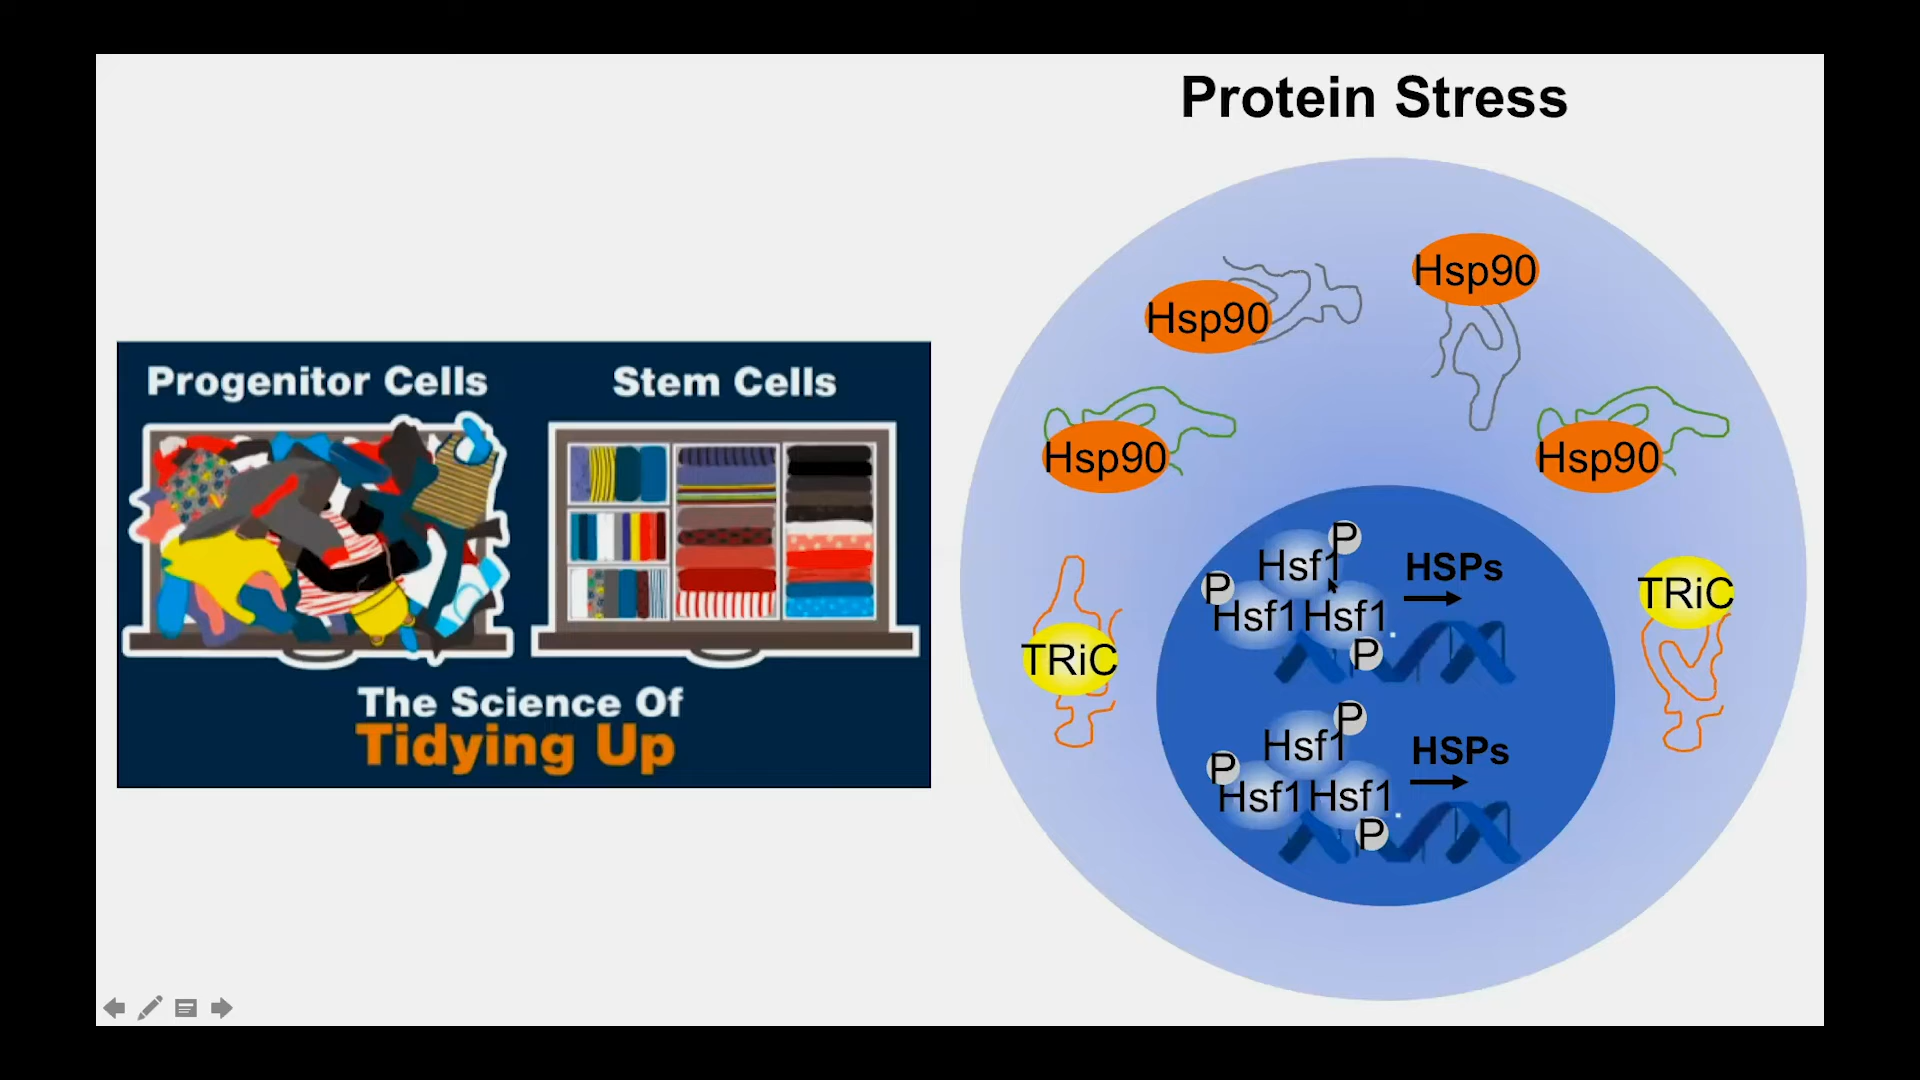 Protein Stress
Progenitor Cells
Stem Cells
The Science Of
Tidying Up
Hsp90
Hsp90
Hsp90
Hsp90
TRiC
TRiC
P
Hsf1
P
Hsf1
Hsf1
P
HSPs
P
Hsf1
P
Hsf1
Hsf1
P
HSPs